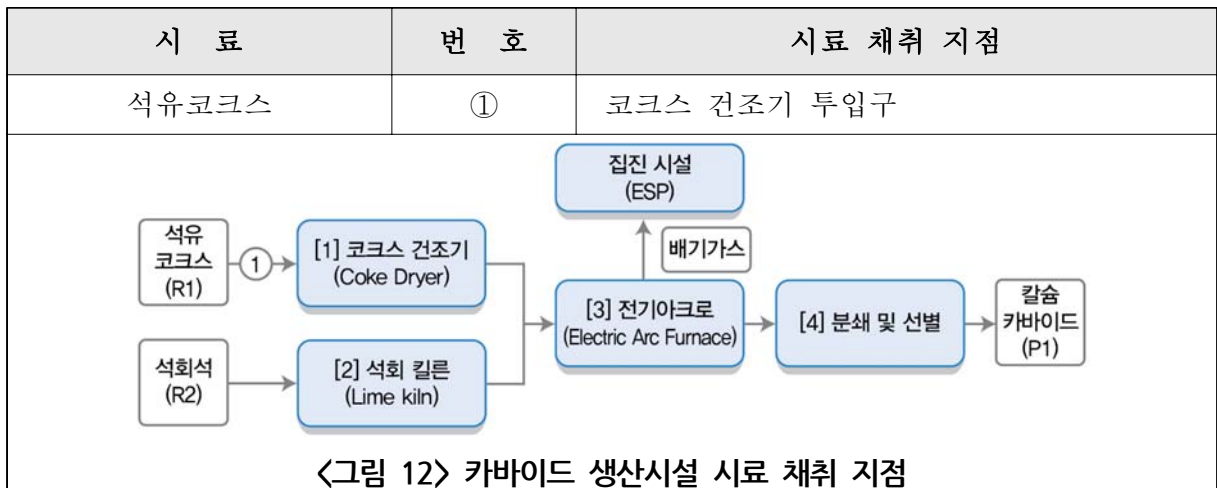 시 료 번 호 시료 채취 지점
석유코크스 ① 코크스 건조기 투입구
집진 시설
(ESP)
배기가스
석유
코크스
(R1)
①
[1] 코크스 건조기
(Coke Dryer)
[3] 전기아크로
(Electric Arc Furnace)
[4] 분쇄 및 선별
칼슘
카바이드
(P1)
석회석
(R2)
[2] 석회 킬른
(Lime kiln)
<그림 12> 카바이드 생산시설 시료 채취 지점